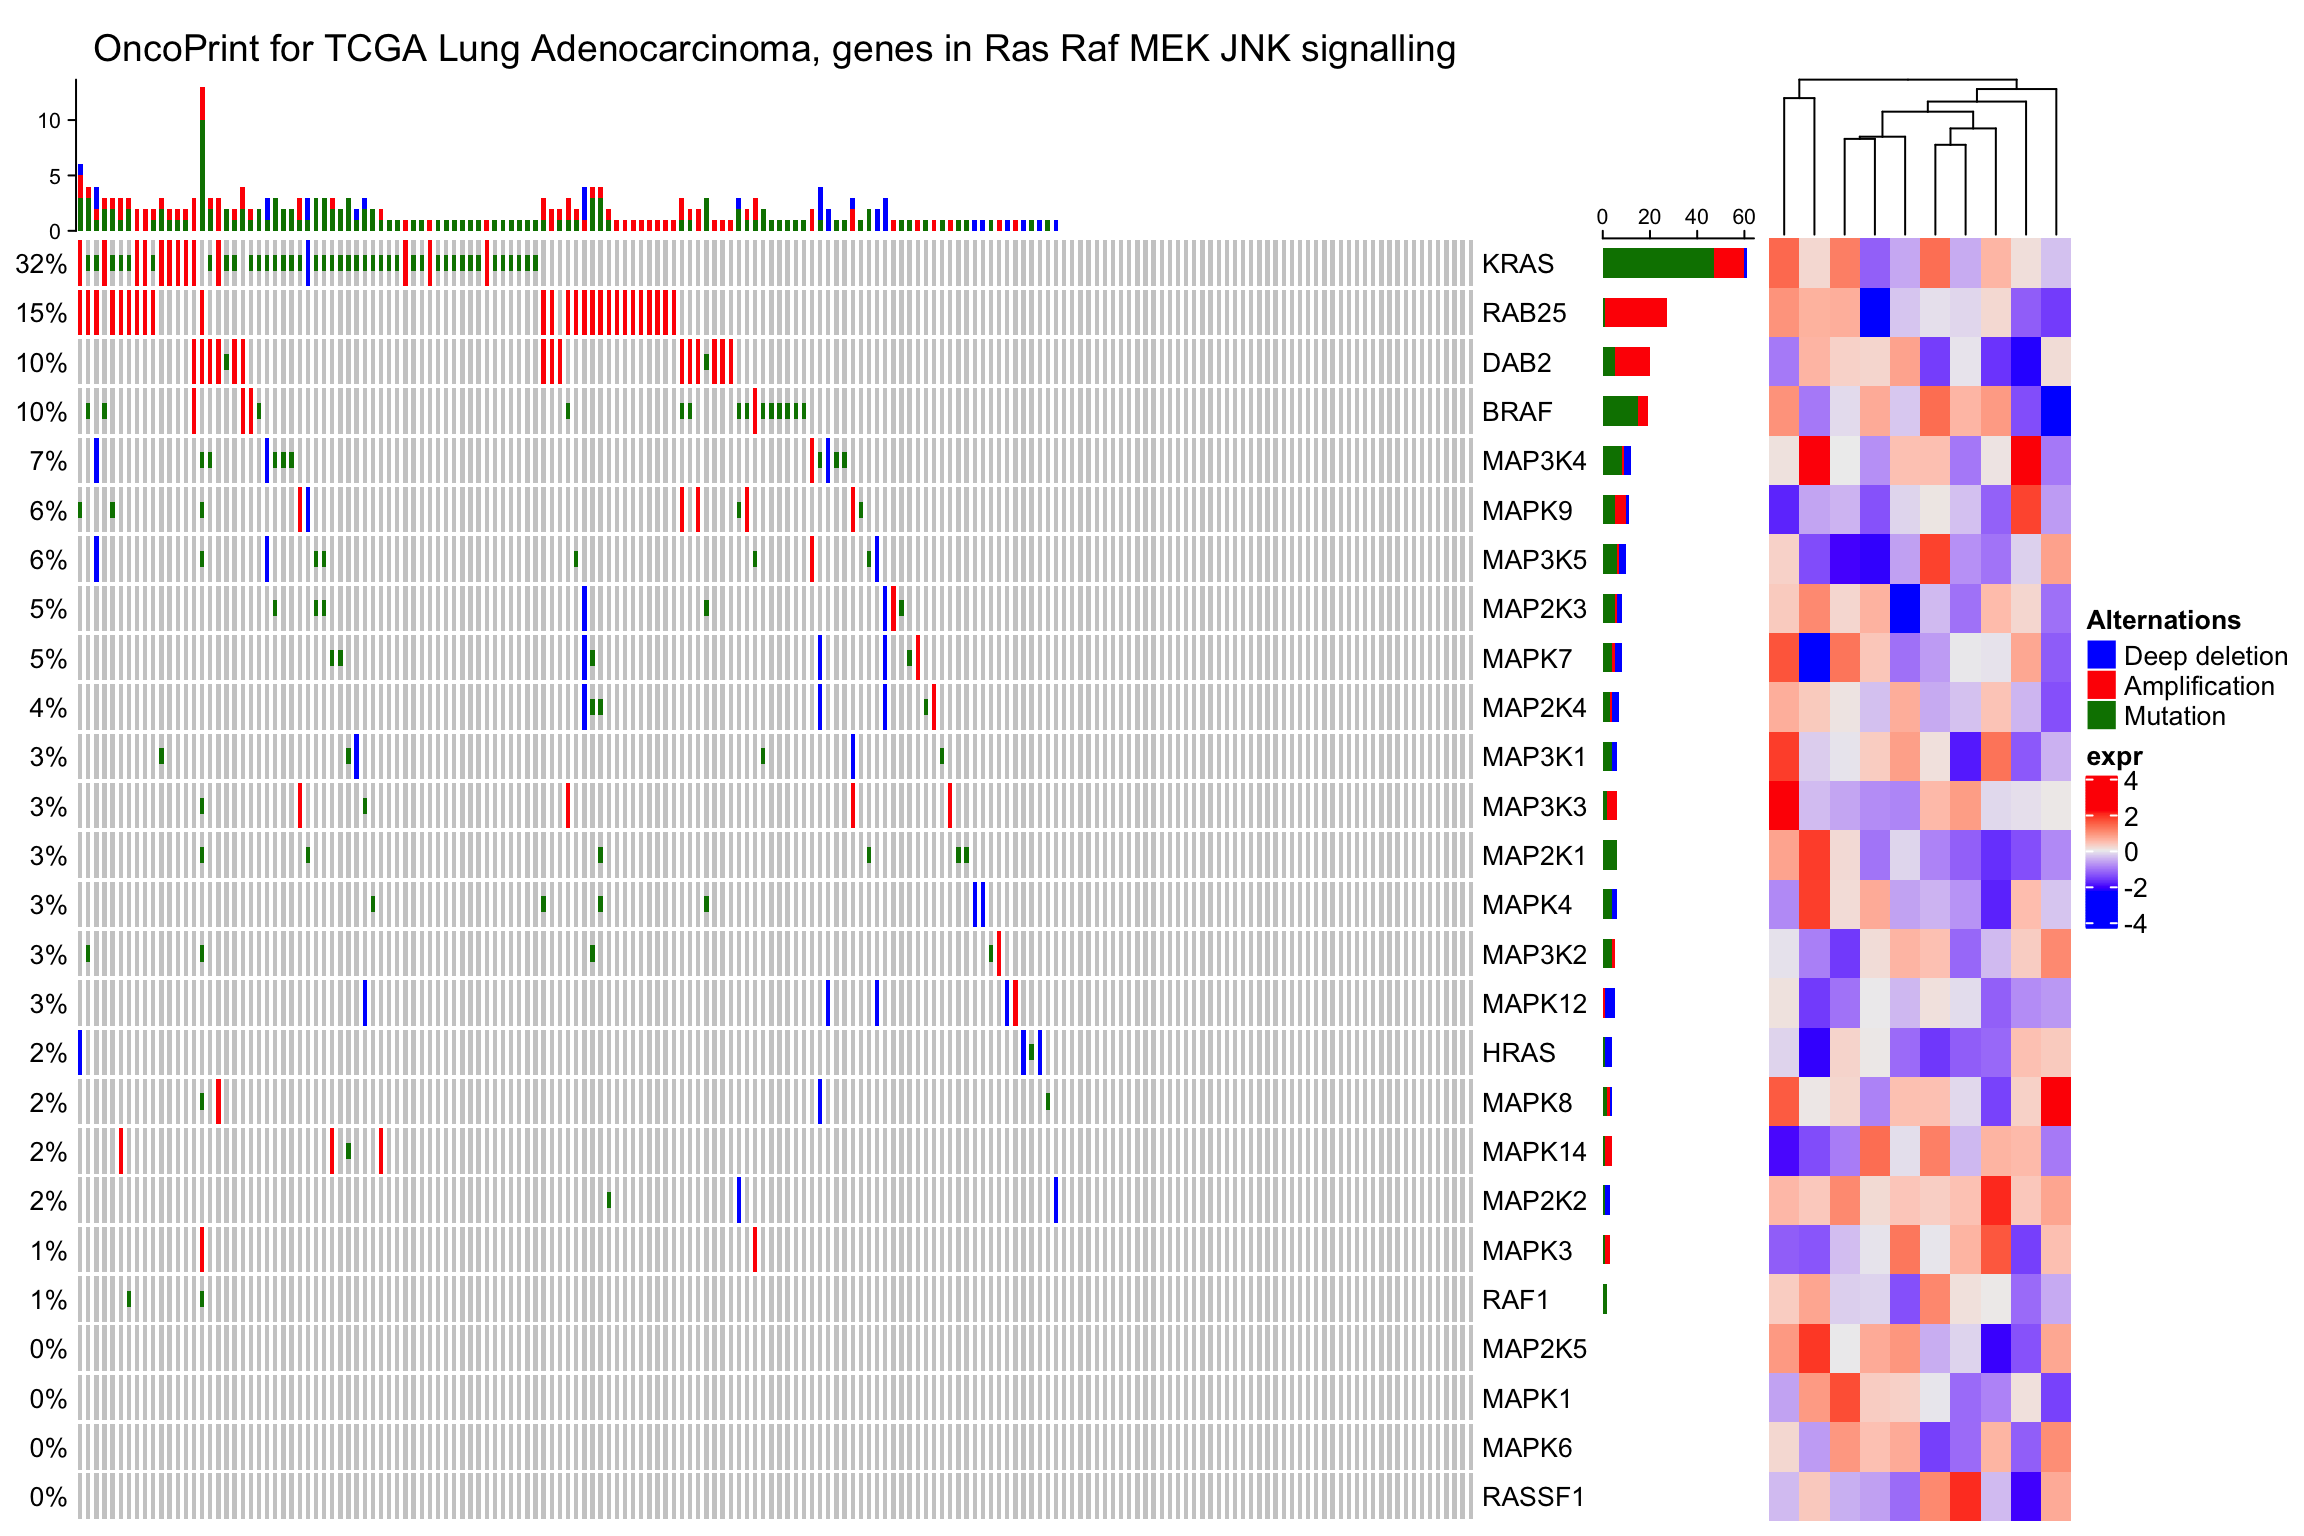 OncoPrint for TCGA Lung Adenocarcinoma, genes in Ras Raf MEK JNK signalling
10
5
0
0 20 40 60
32% KRAS
15% RAB25
10% DAB2
10% BRAF
7% MAP3K4
6% MAPK9
6% MAP3K5
5% MAP2K3
5% MAPK7
4% MAP2K4
3% MAP3K1
3% MAP3K3
3% MAP2K1
3% MAPK4
3% MAP3K2
3% MAPK12
2% HRAS
2% MAPK8
2% MAPK14
2% MAP2K2
1% MAPK3
1% RAF1
0% MAP2K5
0% MAPK1
0% MAPK6
0% RASSF1
Alternations
Deep deletion
Amplification
Mutation
expr
4
2
0
-2
-4